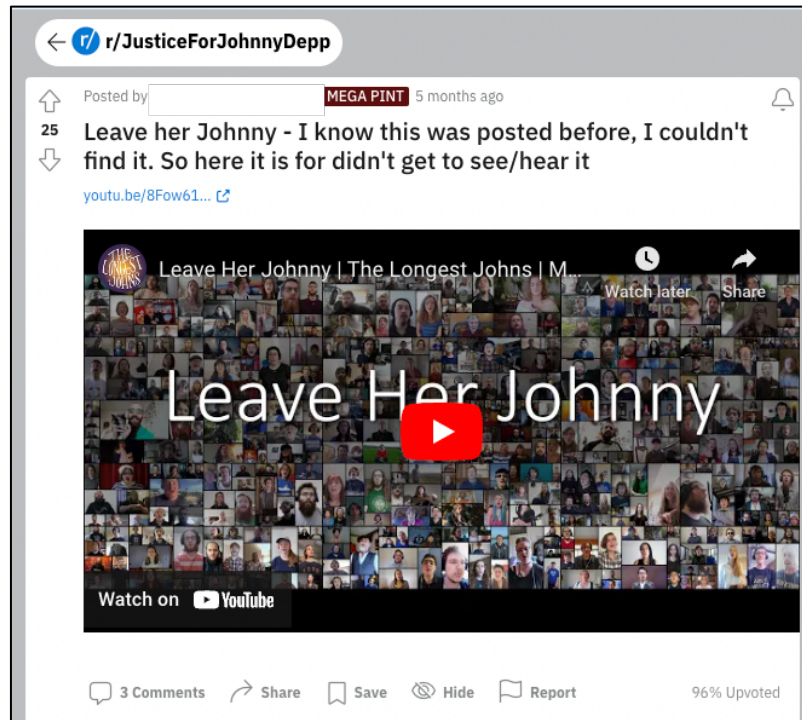 r/ r/JusticeForJohnnyDepp
Posted by MEGA PINT 5 months ago
25
Leave her Johnny - I know this was posted before, I couldn't
find it. So here it is for didn't get to see/hear it
youtu.be/8Fow61...
THE LONGEST JOHNS
Leave Her Johnny | The Longest Johns | M...
Watch later Share
Leave Her Johnny
Watch on YouTube
3 Comments Share Save Hide Report 96% Upvoted